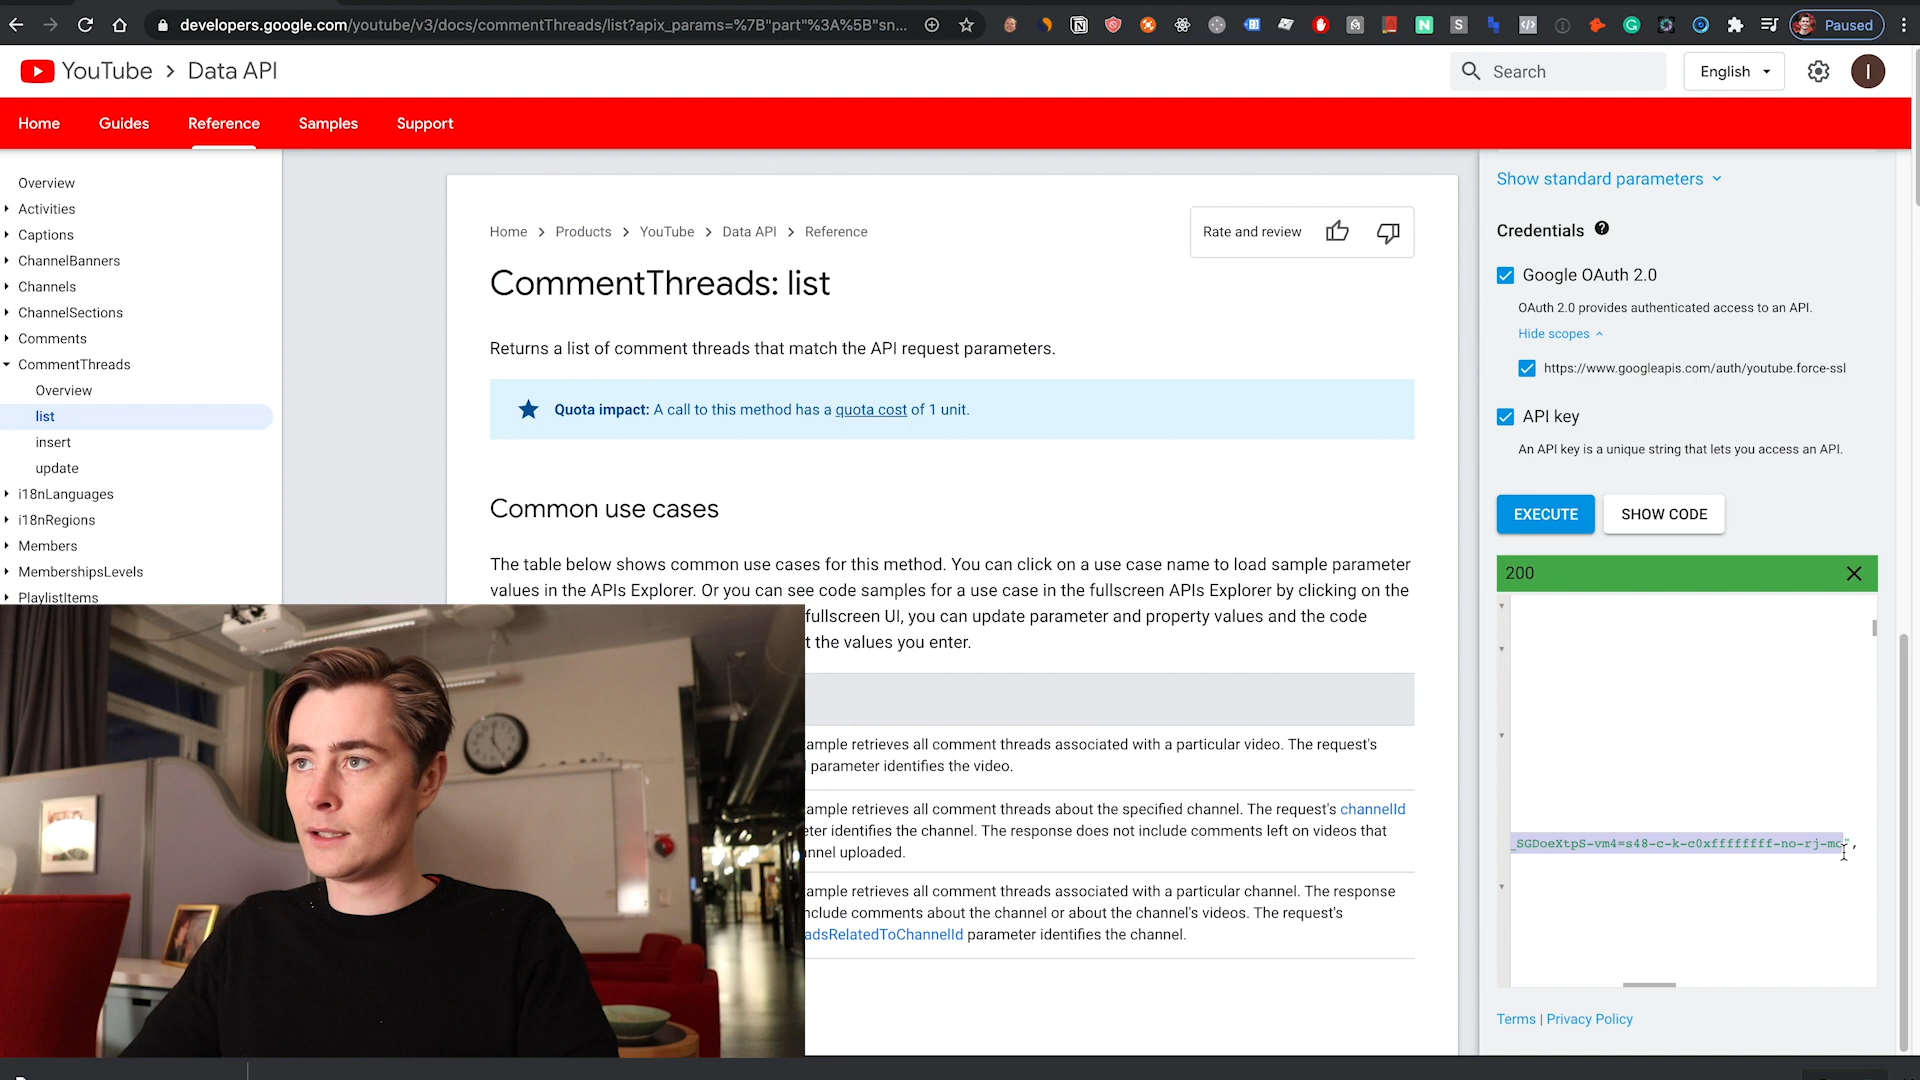 developers.google.com/youtube/v3/docs/commentThreads/list?apix_params=%7B"part"%3A%5B"sn...
Paused
YouTube > Data API
Search
English
I
Home Guides Reference Samples Support
Overview
Activities
Captions
ChannelBanners
Channels
ChannelSections
Comments
CommentThreads
Overview
list
insert
update
i18nLanguages
i18nRegions
Members
MembershipsLevels
PlaylistItems
Home > Products > YouTube > Data API > Reference
Rate and review
CommentThreads: list
Returns a list of comment threads that match the API request parameters.
Quota impact: A call to this method has a quota cost of 1 unit.
Common use cases
The table below shows common use cases for this method. You can click on a use case name to load sample parameter
values in the APIs Explorer. Or you can see code samples for a use case in the fullscreen APIs Explorer by clicking on the
fullscreen UI, you can update parameter and property values and the code
t the values you enter.
ample retrieves all comment threads associated with a particular video. The request's
parameter identifies the video.
ample retrieves all comment threads about the specified channel. The request's channelId
eter identifies the channel. The response does not include comments left on videos that
annel uploaded.
ample retrieves all comment threads associated with a particular channel. The response
nclude comments about the channel or about the channel's videos. The request's
adsRelatedToChannelId parameter identifies the channel.
Show standard parameters
Credentials
Google OAuth 2.0
OAuth 2.0 provides authenticated access to an API.
Hide scopes
https://www.googleapis.com/auth/youtube.force-ssl
API key
An API key is a unique string that lets you access an API.
EXECUTE SHOW CODE
200
_SGDoeXtpS-vm4=s48-c-k-c0xffffffff-no-rj-mo",
Terms | Privacy Policy